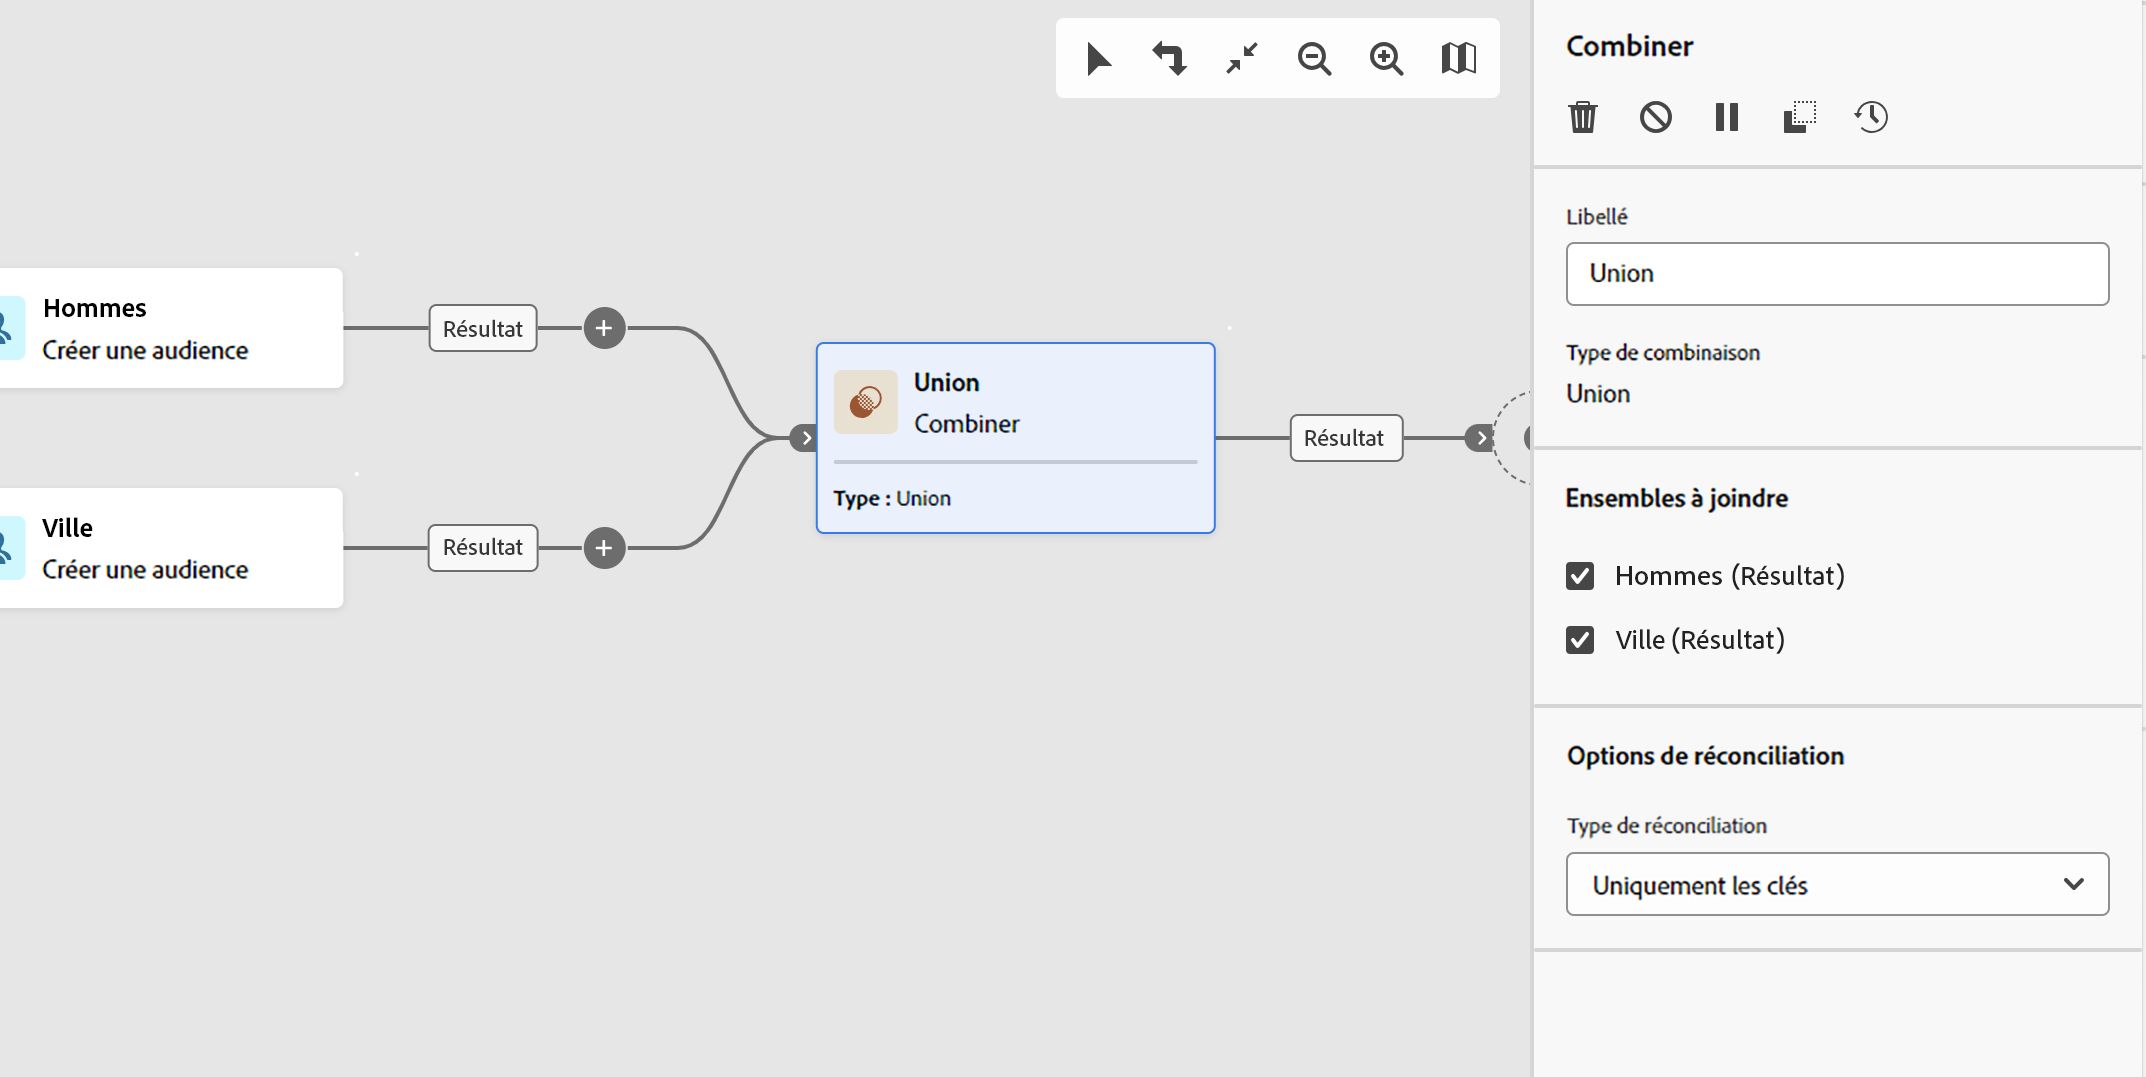 Hommes
Créer une audience
Résultat
Ville
Créer une audience
Résultat
Union
Combiner
Type : Union
Résultat
Combiner
Libellé
Union
Type de combinaison
Union
Ensembles à joindre
Hommes (Résultat)
Ville (Résultat)
Options de réconciliation
Type de réconciliation
Uniquement les clés